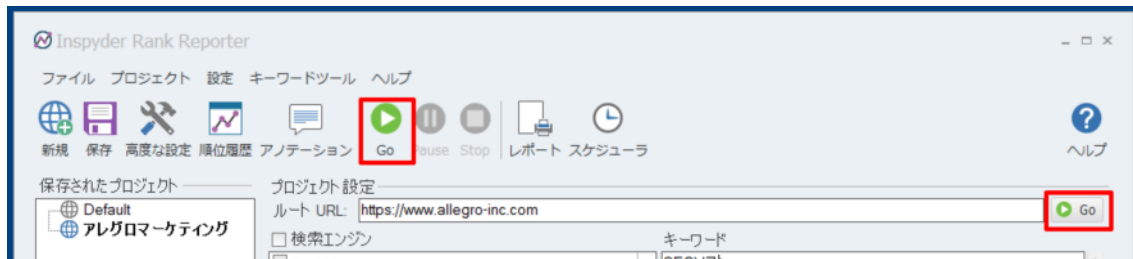 Inspyder Rank Reporter
ファイル プロジェクト 設定 キーワードツール ヘルプ
新規 保存 高度な設定 順位履歴 アノテーション Go Pause Stop レポート スケジューラ ヘルプ
保存されたプロジェクト
Default
アレグロマーケティング
プロジェクト設定
ルート URL: https://www.allegro-inc.com Go
検索エンジン
キーワード